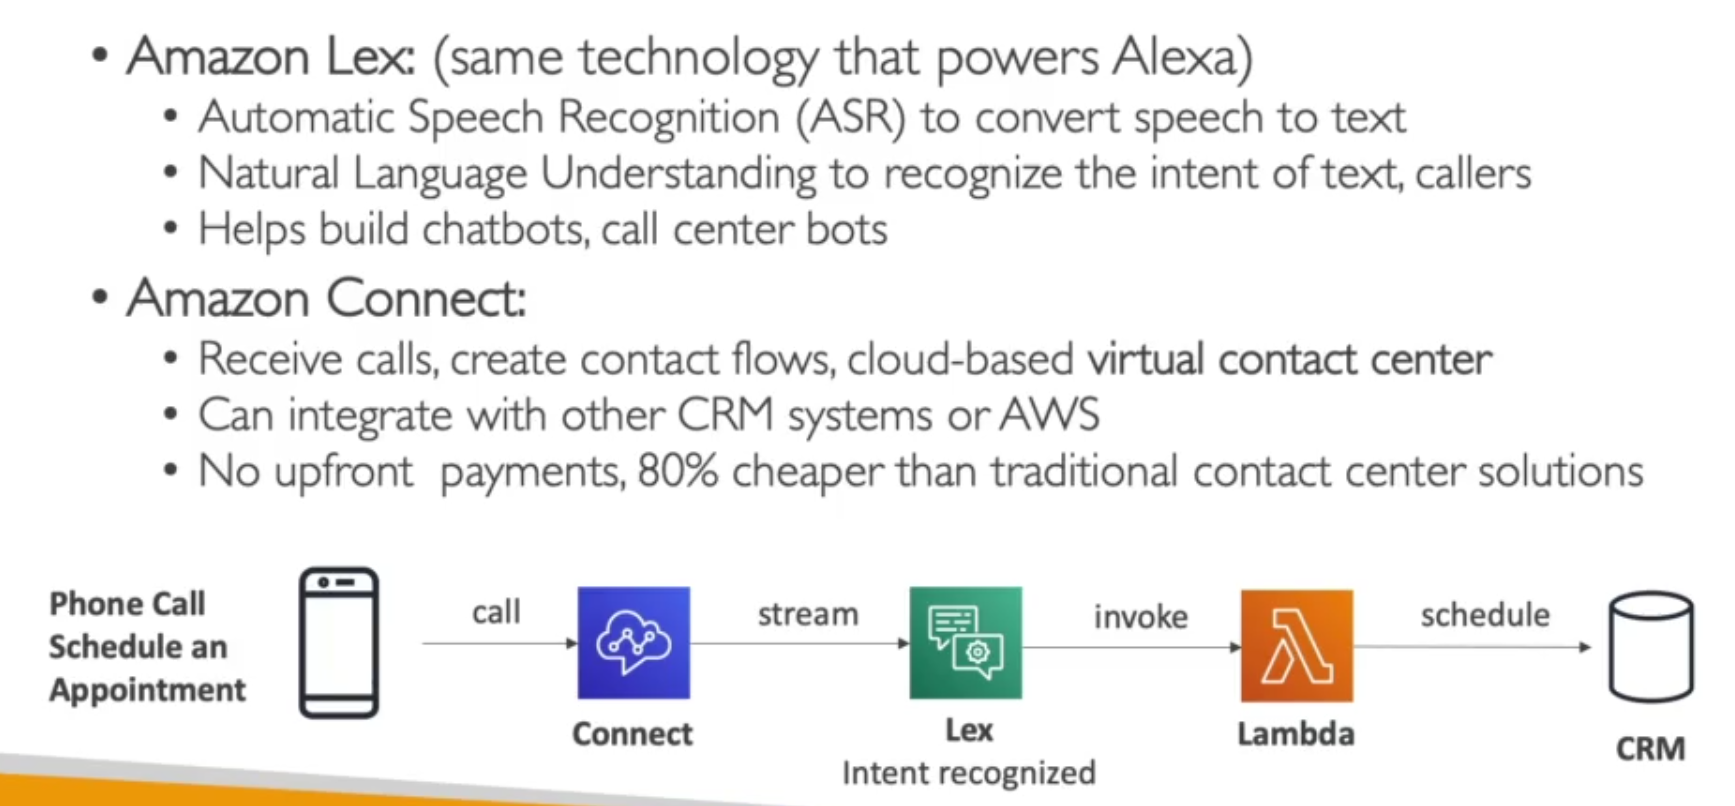 • Amazon Lex: (same technology that powers Alexa)
• Automatic Speech Recognition (ASR) to convert speech to text
• Natural Language Understanding to recognize the intent of text, callers
• Helps build chatbots, call center bots
• Amazon Connect:
• Receive calls, create contact flows, cloud-based virtual contact center
• Can integrate with other CRM systems or AWS
• No upfront payments, 80% cheaper than traditional contact center solutions
Phone Call
Schedule an
Appointment
call
Connect
stream
Lex
Intent recognized
invoke
Lambda
schedule
CRM